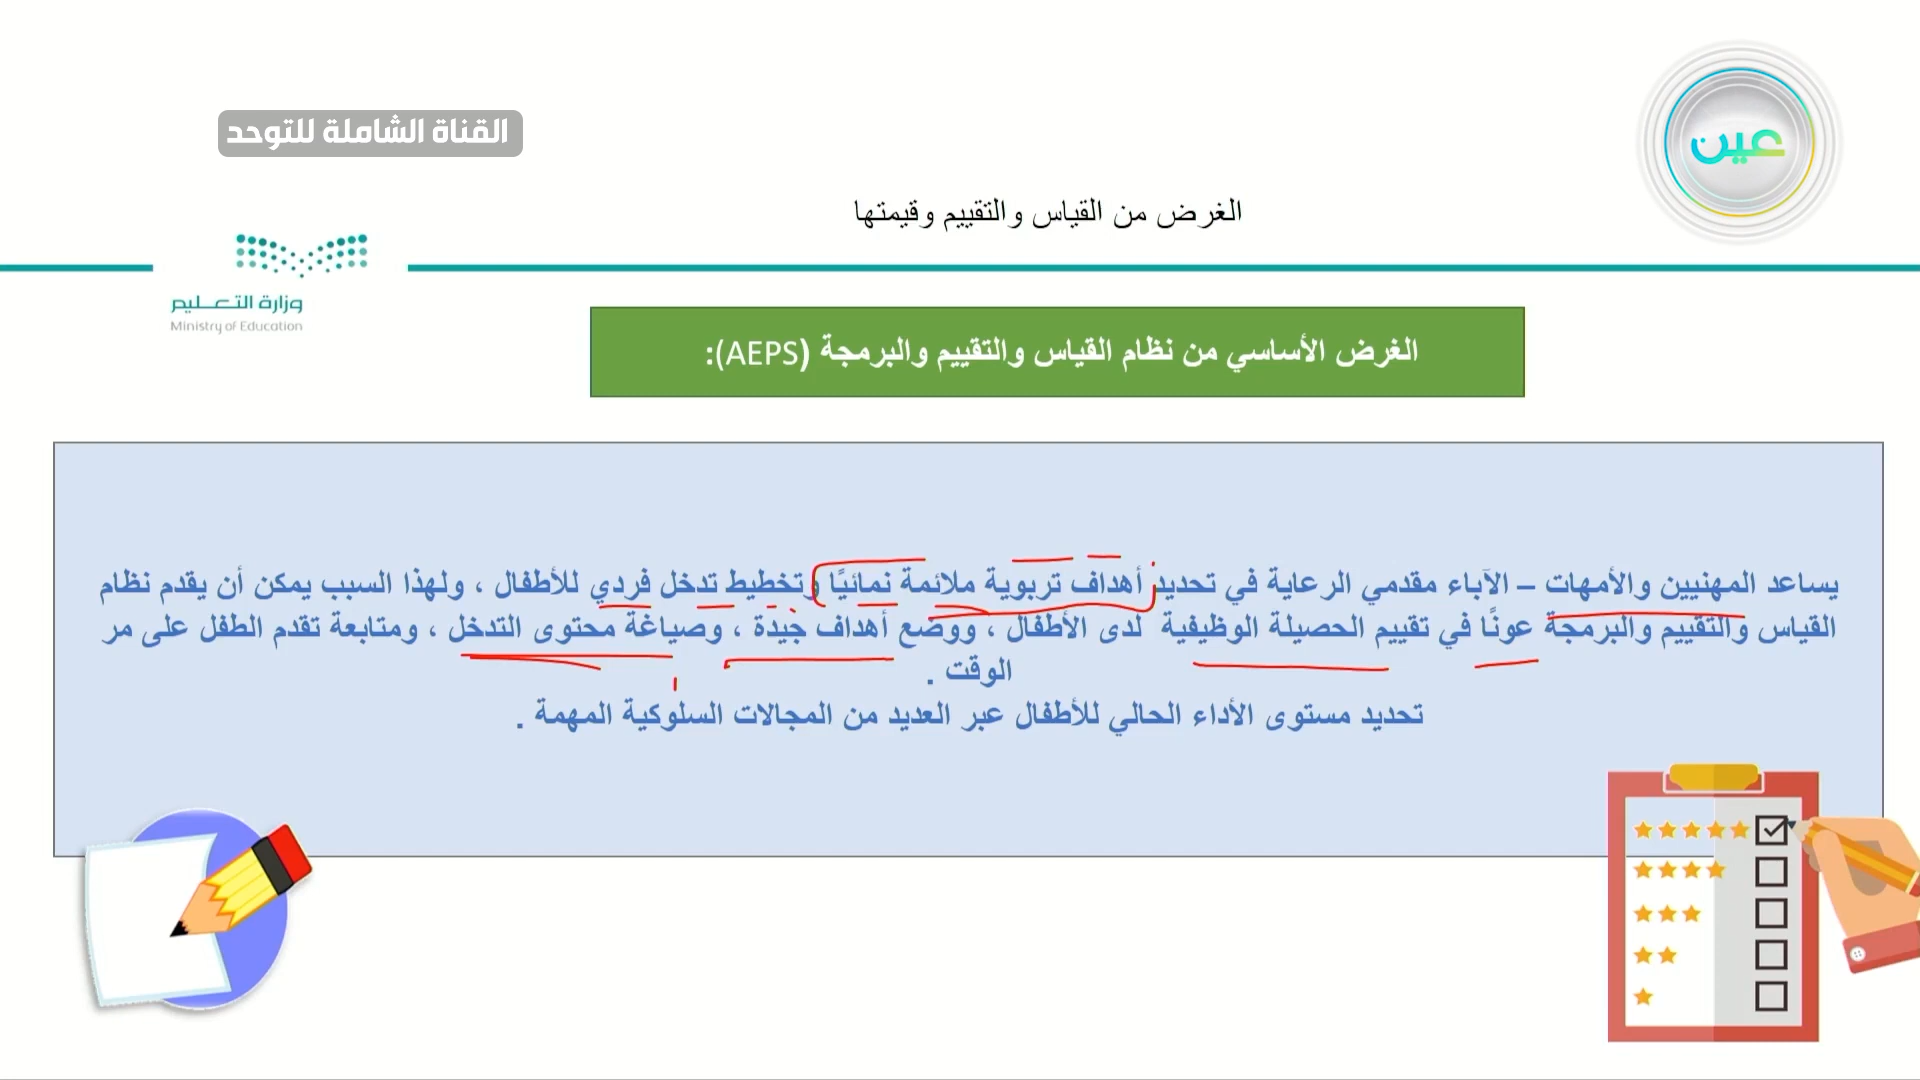 القناة الشاملة للتوحد
عين
الغرض من القياس والتقييم وقيمتها
وزارة التعليم
Ministry of Education
الغرض الأساسي من نظام القياس والتقييم والبرمجة (AEPS):
يساعد المهنيين والأمهات – الآباء مقدمي الرعاية في تحديد أهداف تربوية ملائمة نمائيًا وتخطيط تدخل فردي للأطفال ، ولهذا السبب يمكن أن يقدم نظام
القياس والتقييم والبرمجة عونًا في تقييم الحصيلة الوظيفية لدى الأطفال ، ووضع أهداف جيدة ، وصياغة محتوى التدخل ، ومتابعة تقدم الطفل على مر
الوقت .
تحديد مستوى الأداء الحالي للأطفال عبر العديد من المجالات السلوكية المهمة .